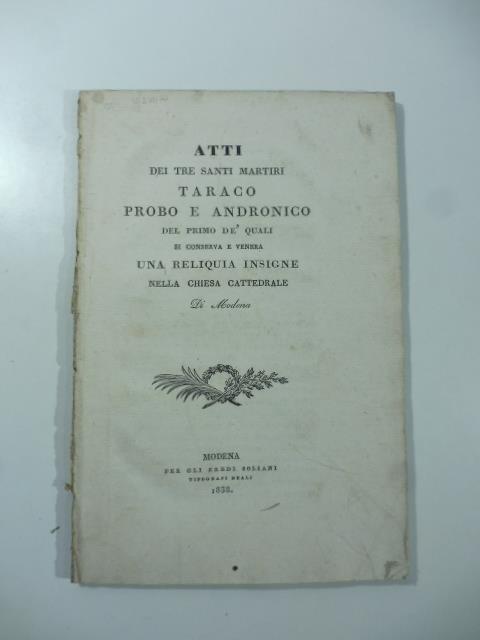 ATTI
DEI TRE SANTI MARTIRI
TARACO
PROBO E ANDRONICO
DEL PRIMO DE' QUALI
SI CONSERVA E VENERA
UNA RELIQUIA INSIGNE
NELLA CHIESA CATTEDRALE
Di Modena
MODENA
PER GLI EREDI SOLIANI
TIPOGRAFI REALI
1838.